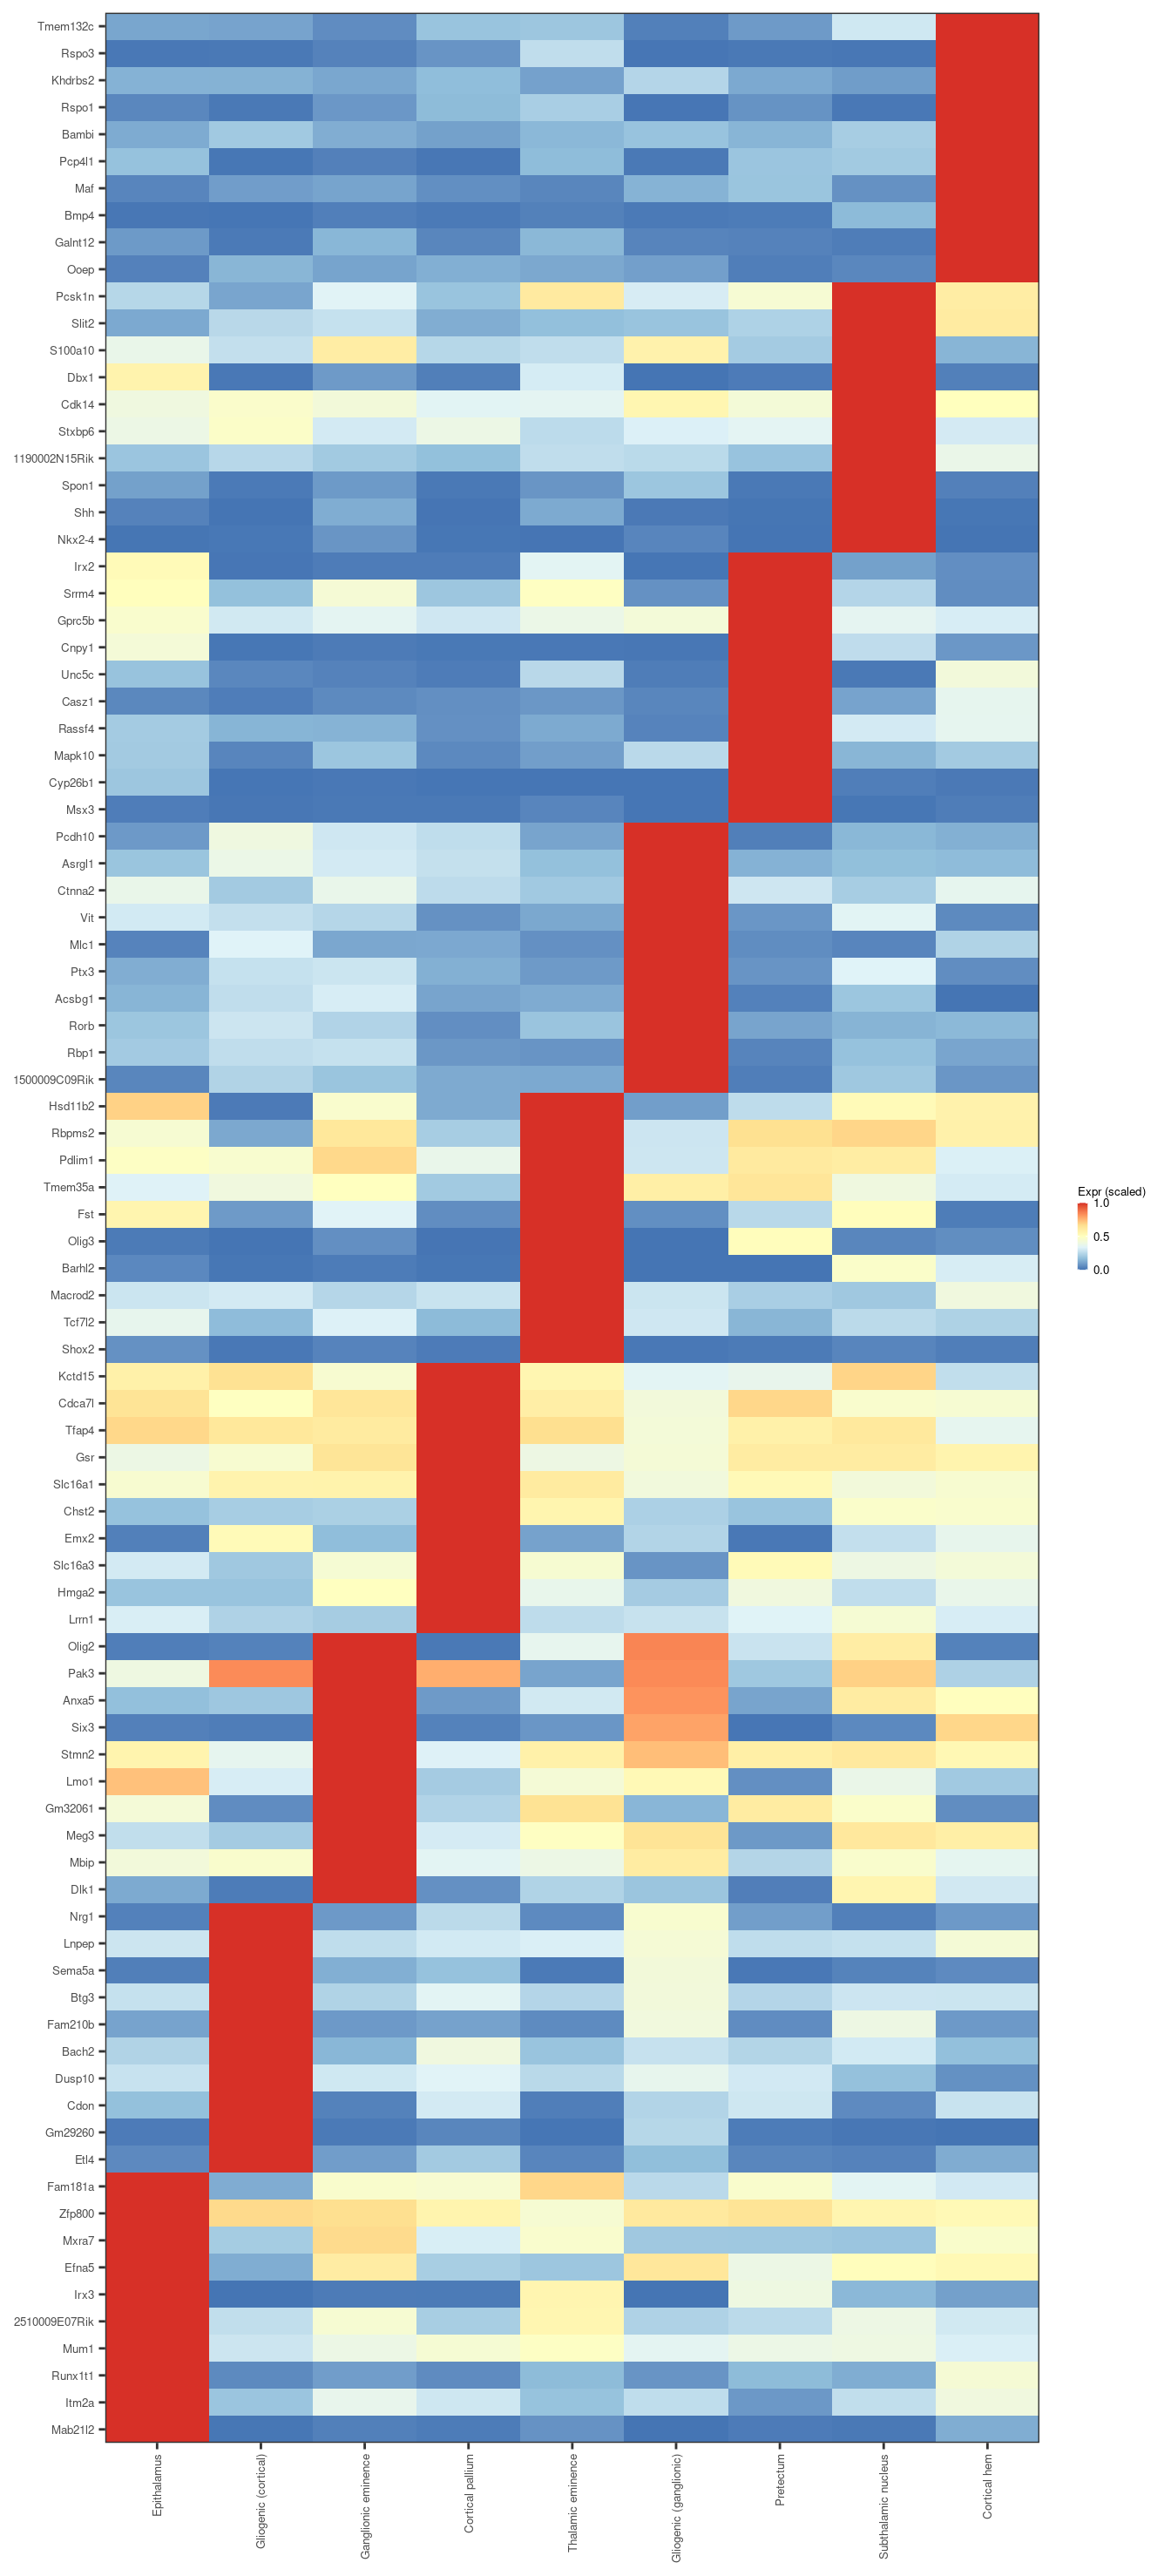 Tmem132c
Rspo3
Khdrbs2
Rspo1
Bambi
Pcp4l1
Maf
Bmp4
Galnt12
Ooep
Pcsk1n
Slit2
S100a10
Dbx1
Cdk14
Stxbp6
1190002N15Rik
Spon1
Shh
Nkx2-4
Irx2
Srrm4
Gprc5b
Cnpy1
Unc5c
Casz1
Rassf4
Mapk10
Cyp26b1
Msx3
Pcdh10
Asrgl1
Ctnna2
Vit
Mlc1
Ptx3
Acsbg1
Rorb
Rbp1
1500009C09Rik
Hsd11b2
Rbpms2
Pdlim1
Tmem35a
Fst
Olig3
Barhl2
Macrod2
Tcf7l2
Shox2
Kctd15
Cdca7l
Tfap4
Gsr
Slc16a1
Chst2
Emx2
Slc16a3
Hmga2
Lrrn1
Olig2
Pak3
Anxa5
Six3
Stmn2
Lmo1
Gm32061
Meg3
Mbip
Dlk1
Nrg1
Lnpep
Sema5a
Btg3
Fam210b
Bach2
Dusp10
Cdon
Gm29260
Etl4
Fam181a
Zfp800
Mxra7
Efna5
Irx3
2510009E07Rik
Mum1
Runx1t1
Itm2a
Mab21l2
Epithalamus
Gliogenic (cortical)
Ganglionic eminence
Cortical pallium
Thalamic eminence
Gliogenic (ganglionic)
Pretectum
Subthalamic nucleus
Cortical hem
Expr (scaled)
1.0
0.5
0.0